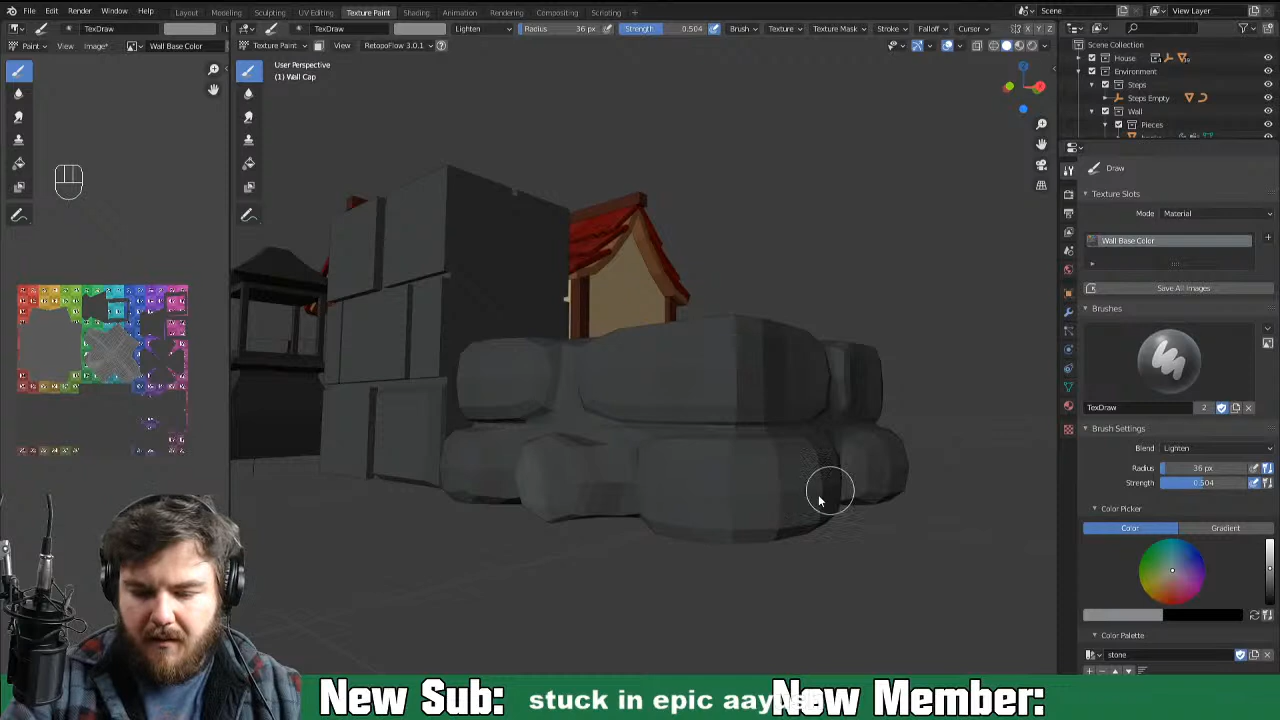 File Edit Render Window Help Layout Modeling Sculpting UV Editing Texture Paint Shading Animation Rendering Compositing Scripting Scene View Layer
TexDraw TexDraw Lighten Radius 36 px Strength 0.504 Brush Texture Texture Mask Stroke Falloff Cursor X Y Z
Paint View Image* Wall Base Color Texture Paint View RetopoFlow 3.0.1
User Perspective
(1) Wall Cap
Scene Collection
House
Environment
Steps
Steps Empty
Wall
Pieces
Draw
Texture Slots
Mode Material
Wall Base Color
Save All Images
Brushes
TexDraw 2
Brush Settings
Blend Lighten
Radius 36 px
Strength 0.504
Color Picker
Color Gradient
Color Palette
stone
New Sub: stuck in epic aayu New Member: